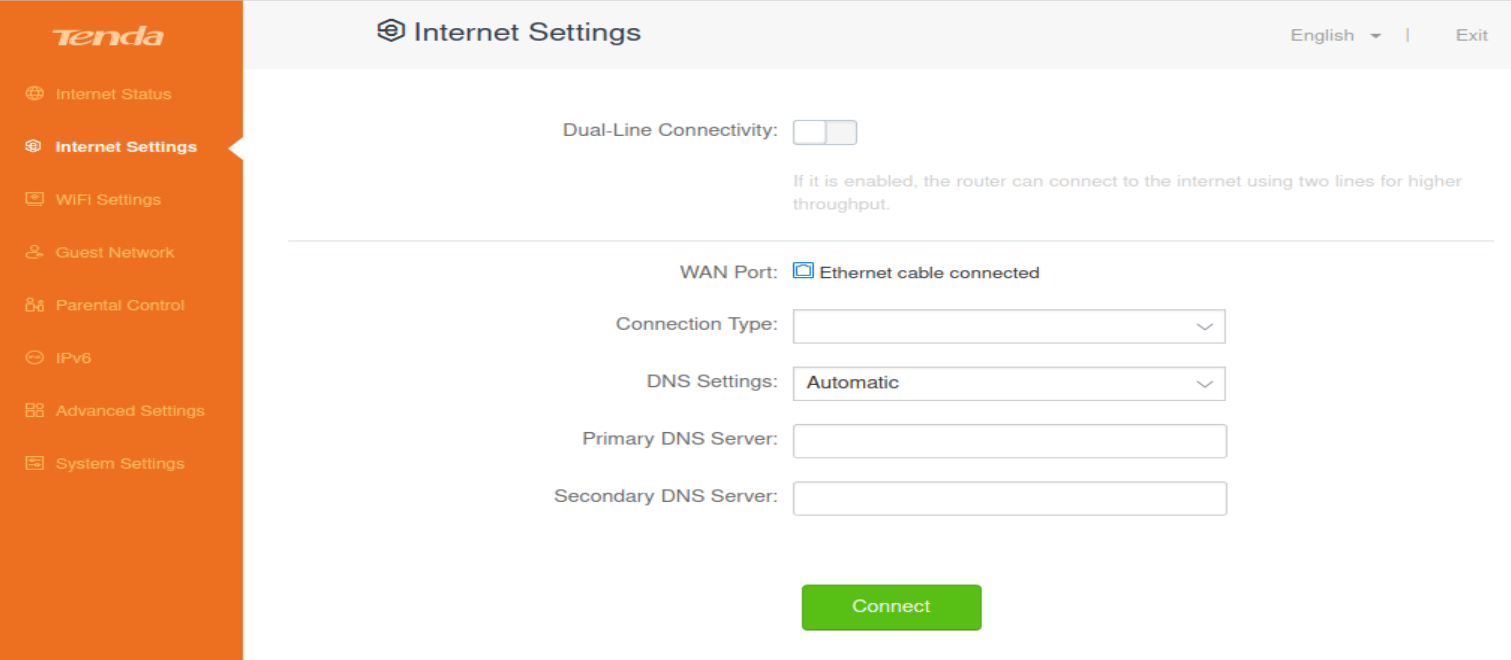 Tenda
Internet Settings
English
Exit
Internet Status
Internet Settings
WiFi Settings
Guest Network
Parental Control
IPv6
Advanced Settings
System Settings
Dual-Line Connectivity:
If it is enabled, the router can connect to the internet using two lines for higher
throughput.
WAN Port: Ethernet cable connected
Connection Type:
DNS Settings: Automatic
Primary DNS Server:
Secondary DNS Server:
Connect